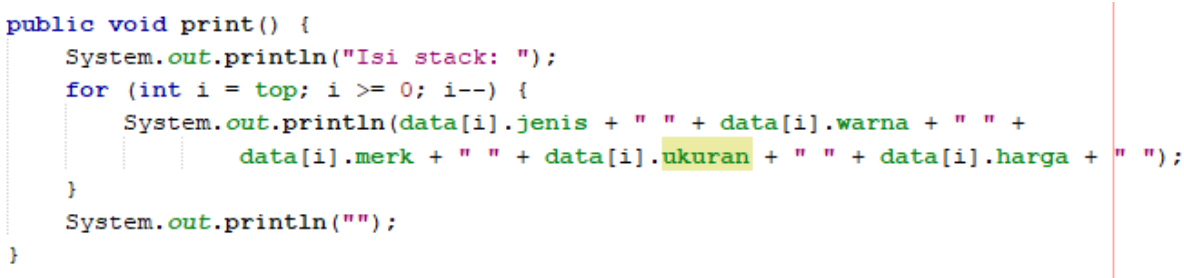 public void print() {
    System.out.println("Isi stack: ");
    for (int i = top; i >= 0; i--) {
        System.out.println(data[i].jenis + " " + data[i].warna + " " +
                data[i].merk + " " + data[i].ukuran + " " + data[i].harga + " ");
    }
    System.out.println("");
}